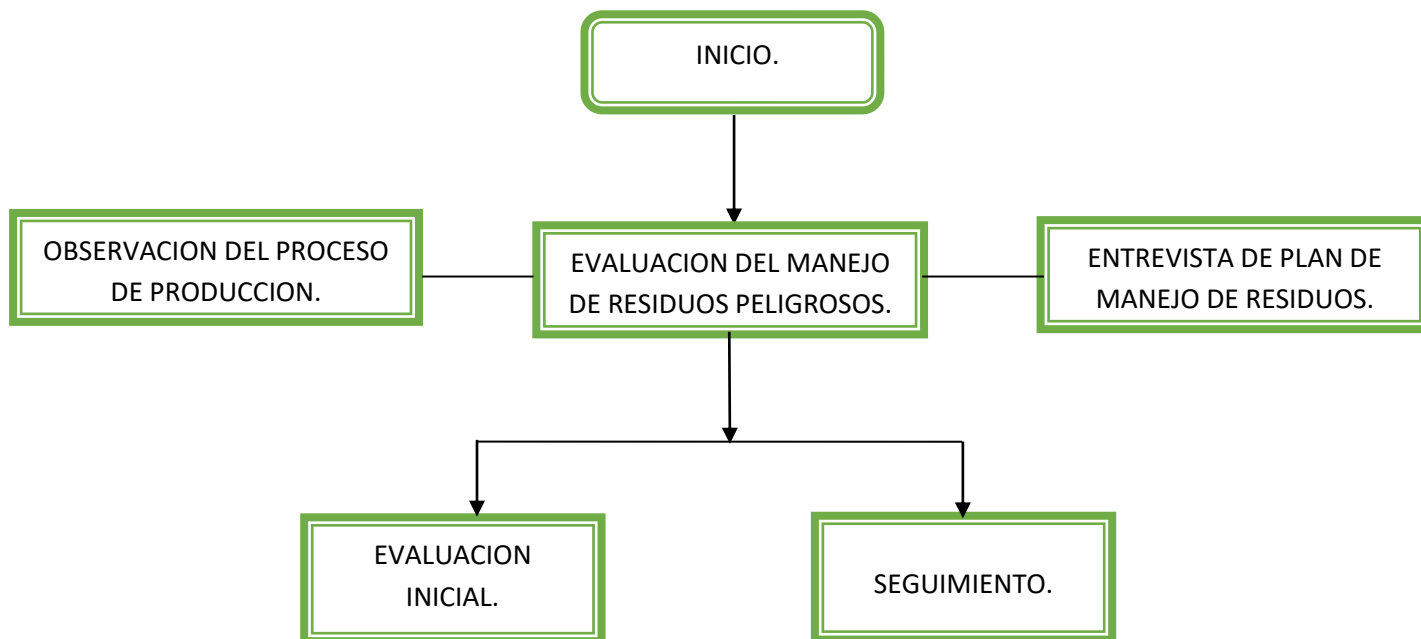 INICIO.
OBSERVACION DEL PROCESO
DE PRODUCCION.
EVALUACION DEL MANEJO
DE RESIDUOS PELIGROSOS.
ENTREVISTA DE PLAN DE
MANEJO DE RESIDUOS.
EVALUACION
INICIAL.
SEGUIMIENTO.